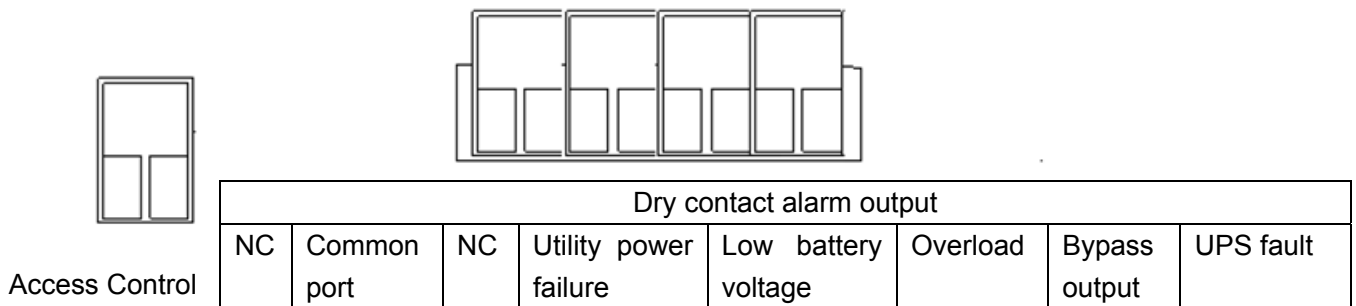 Dry contact alarm output
NC Common port NC Utility power failure Low battery voltage Overload Bypass output UPS fault
Access Control